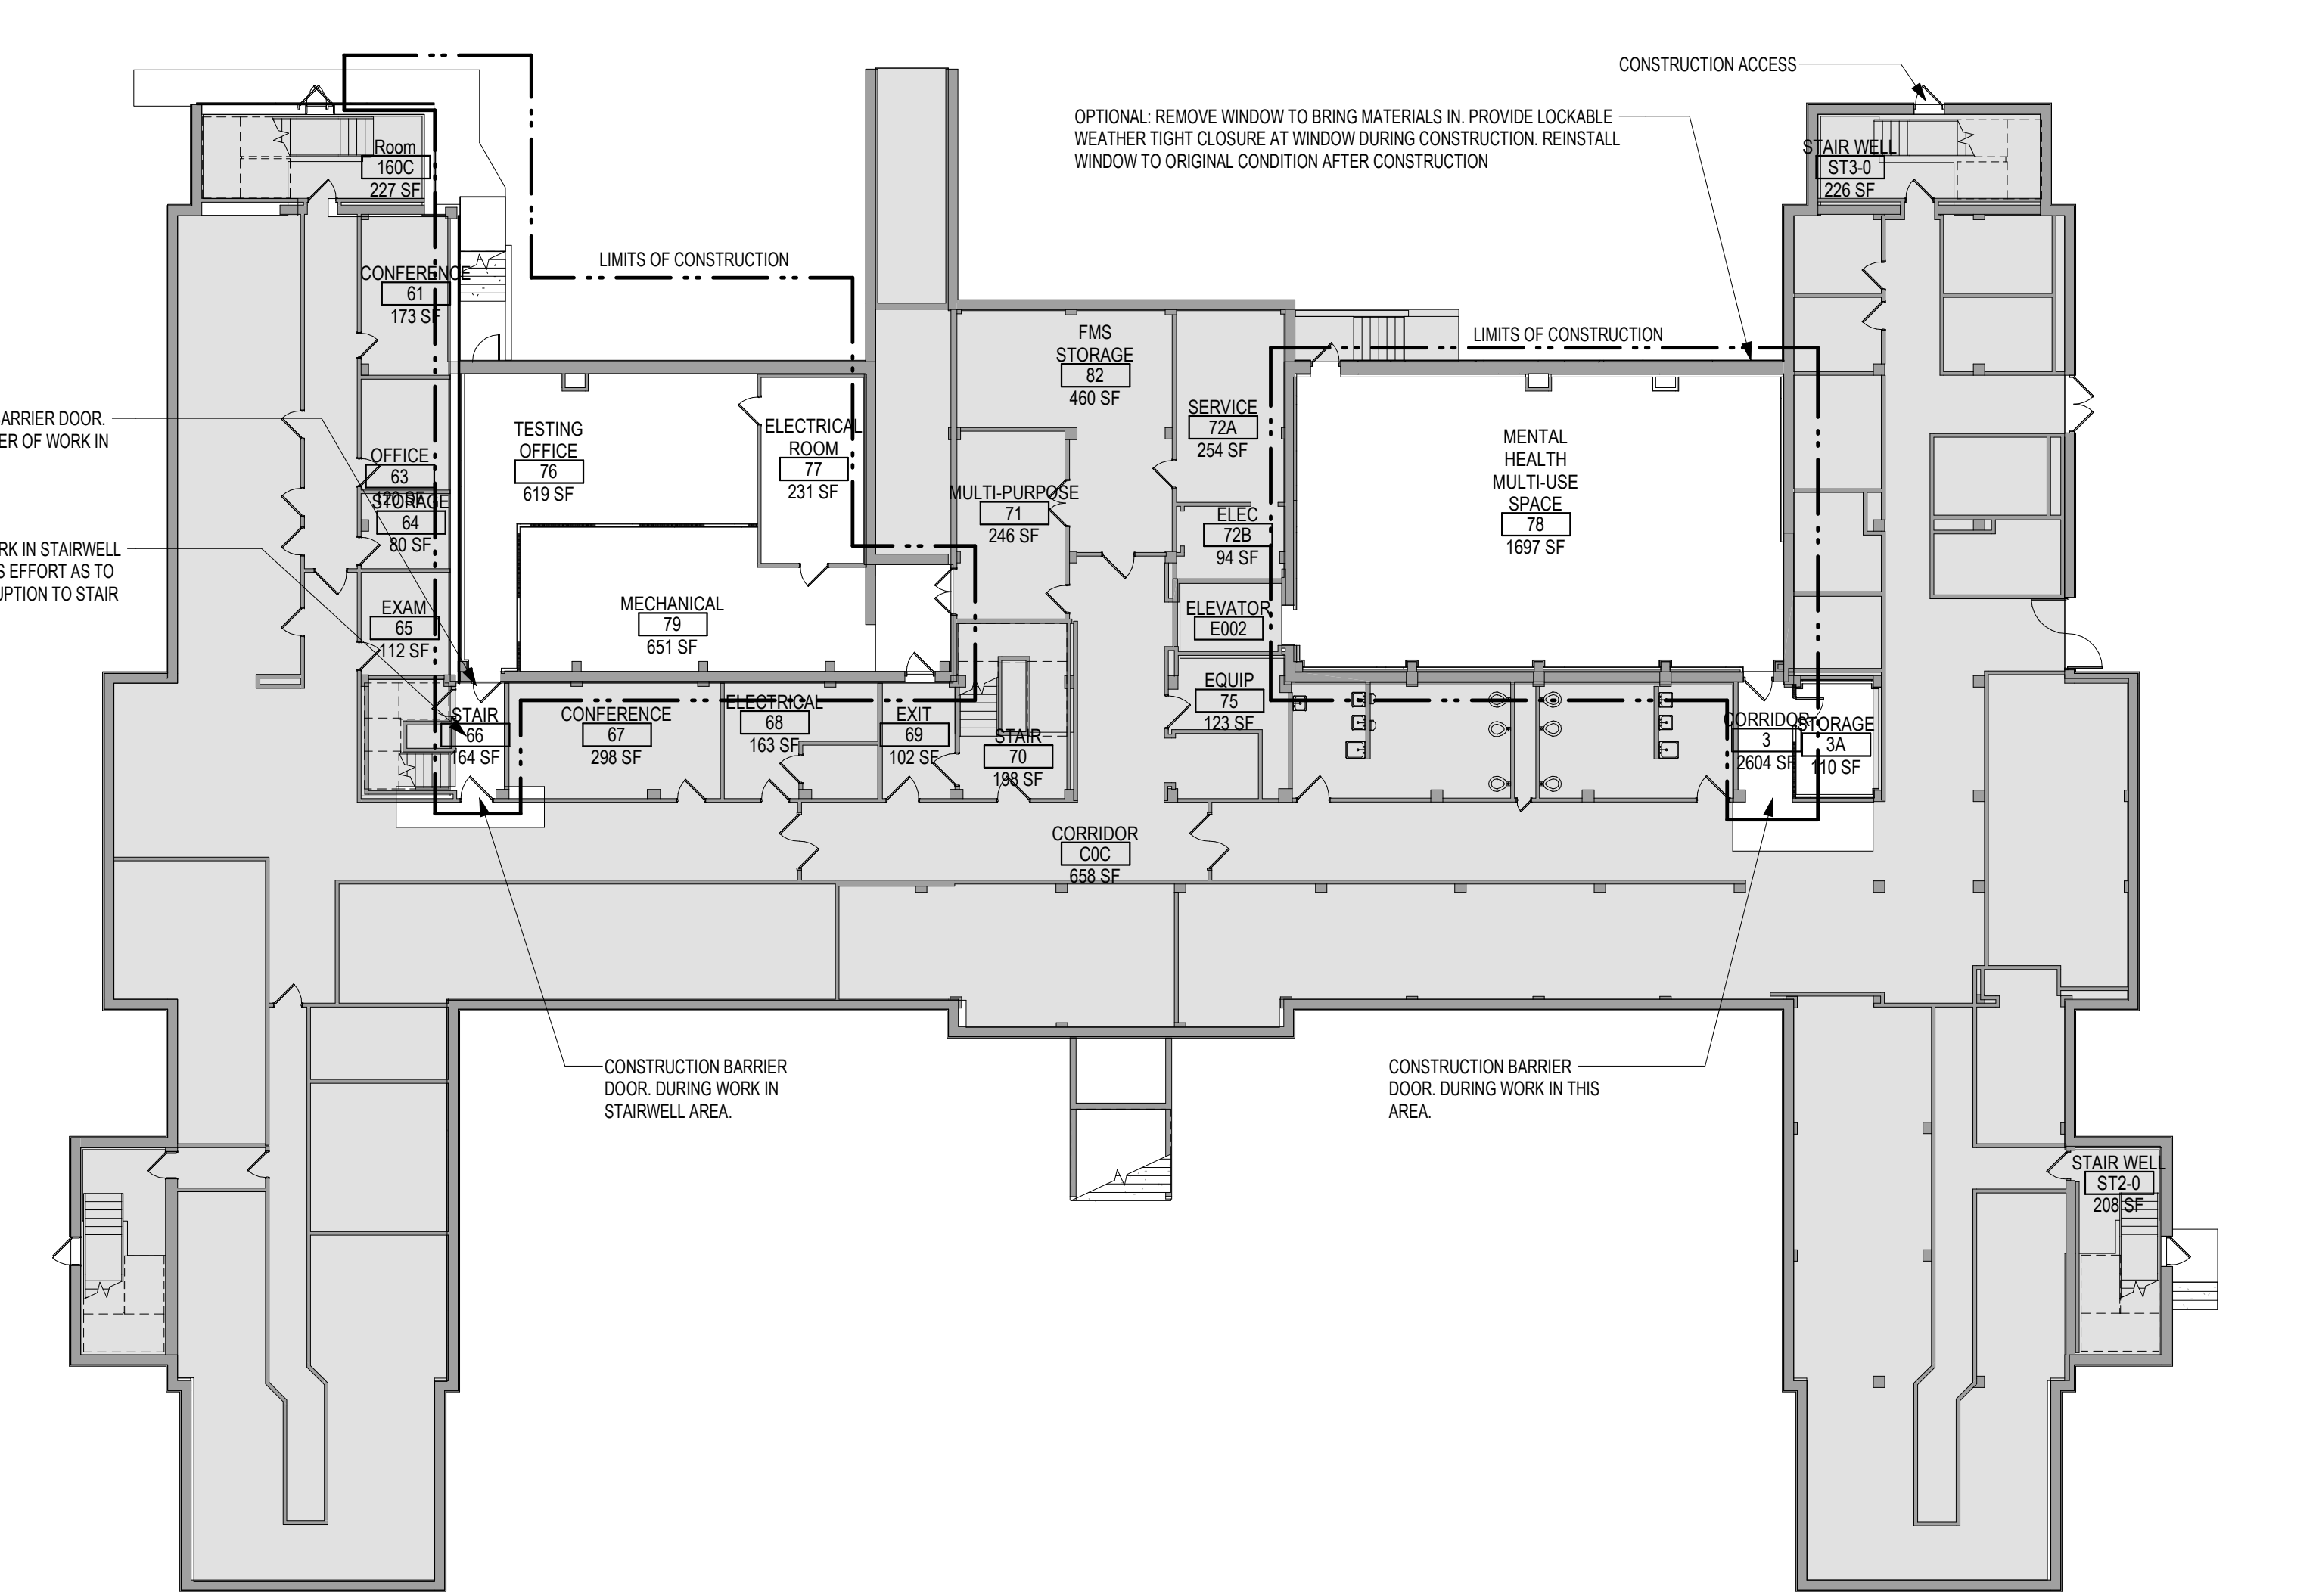 CONSTRUCTION ACCESS
OPTIONAL: REMOVE WINDOW TO BRING MATERIALS IN. PROVIDE LOCKABLE
WEATHER TIGHT CLOSURE AT WINDOW DURING CONSTRUCTION. REINSTALL
WINDOW TO ORIGINAL CONDITION AFTER CONSTRUCTION
Room
160C
227 SF
STAIR WELL
ST3-0
226 SF
LIMITS OF CONSTRUCTION
CONFERENCE
61
173 SF
LIMITS OF CONSTRUCTION
FMS
STORAGE
82
460 SF
ARRIER DOOR.
ER OF WORK IN
OFFICE
63
120 SF
STORAGE
64
80 SF
TESTING
OFFICE
76
619 SF
ELECTRICAL
ROOM
77
231 SF
SERVICE
72A
254 SF
MULTI-PURPOSE
71
246 SF
ELEC
72B
94 SF
MENTAL
HEALTH
MULTI-USE
SPACE
78
1697 SF
RK IN STAIRWELL
S EFFORT AS TO
UPTION TO STAIR
EXAM
65
112 SF
MECHANICAL
79
651 SF
ELEVATOR
E002
STAIR
66
164 SF
CONFERENCE
67
298 SF
ELECTRICAL
68
163 SF
EXIT
69
102 SF
STAIR
70
198 SF
EQUIP
75
123 SF
CORRIDOR
3
2604 SF
STORAGE
3A
110 SF
CORRIDOR
C0C
658 SF
CONSTRUCTION BARRIER
DOOR. DURING WORK IN
STAIRWELL AREA.
CONSTRUCTION BARRIER
DOOR. DURING WORK IN THIS
AREA.
STAIR WELL
ST2-0
208 SF